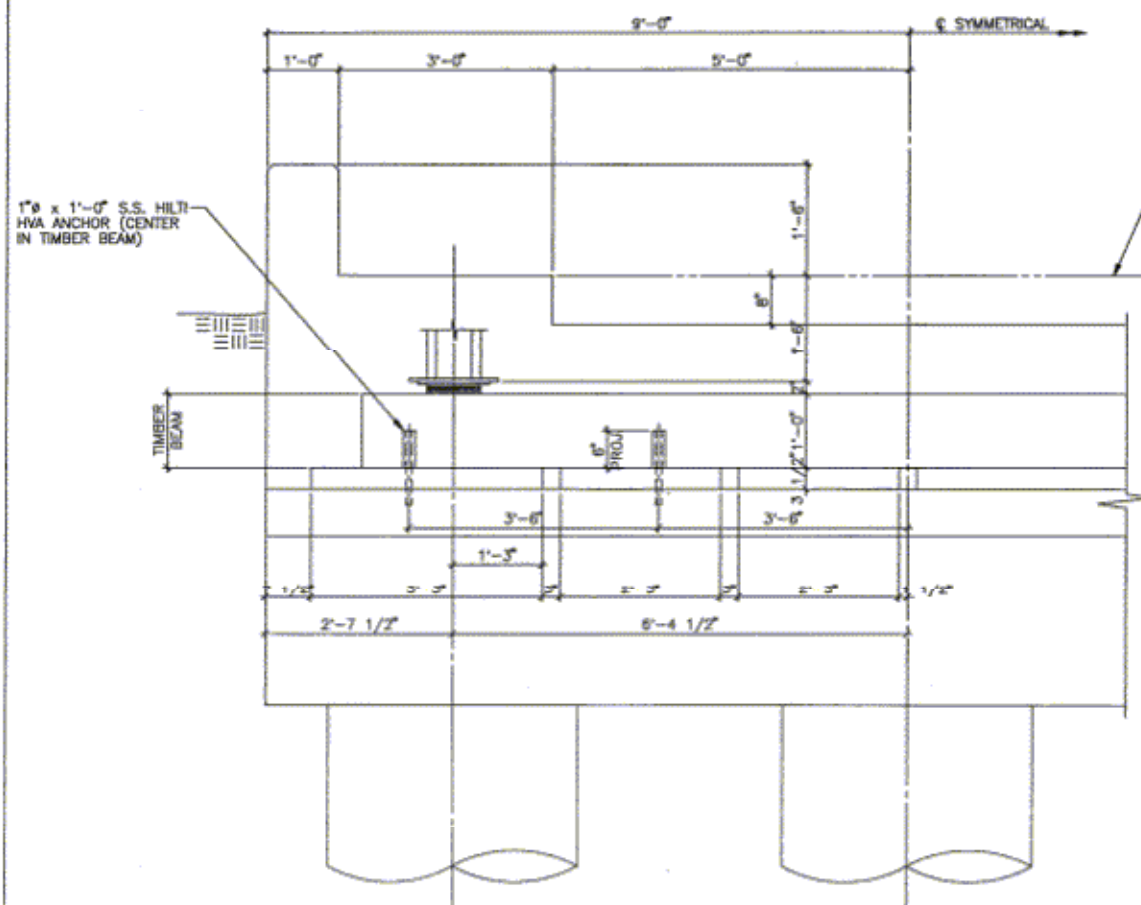 9'-0"
℄ SYMMETRICAL
1'-0"
3'-0"
5'-0"
1"ø x 1'-0" S.S. HILTI
HVA ANCHOR (CENTER
IN TIMBER BEAM)
1'-6"
8"
1'-6"
2"
TIMBER
BEAM
6"
PROJ
1'-0"
3 1/2"
3'-6"
3'-6"
1'-3"
2'-7 1/2"
6'-4 1/2"